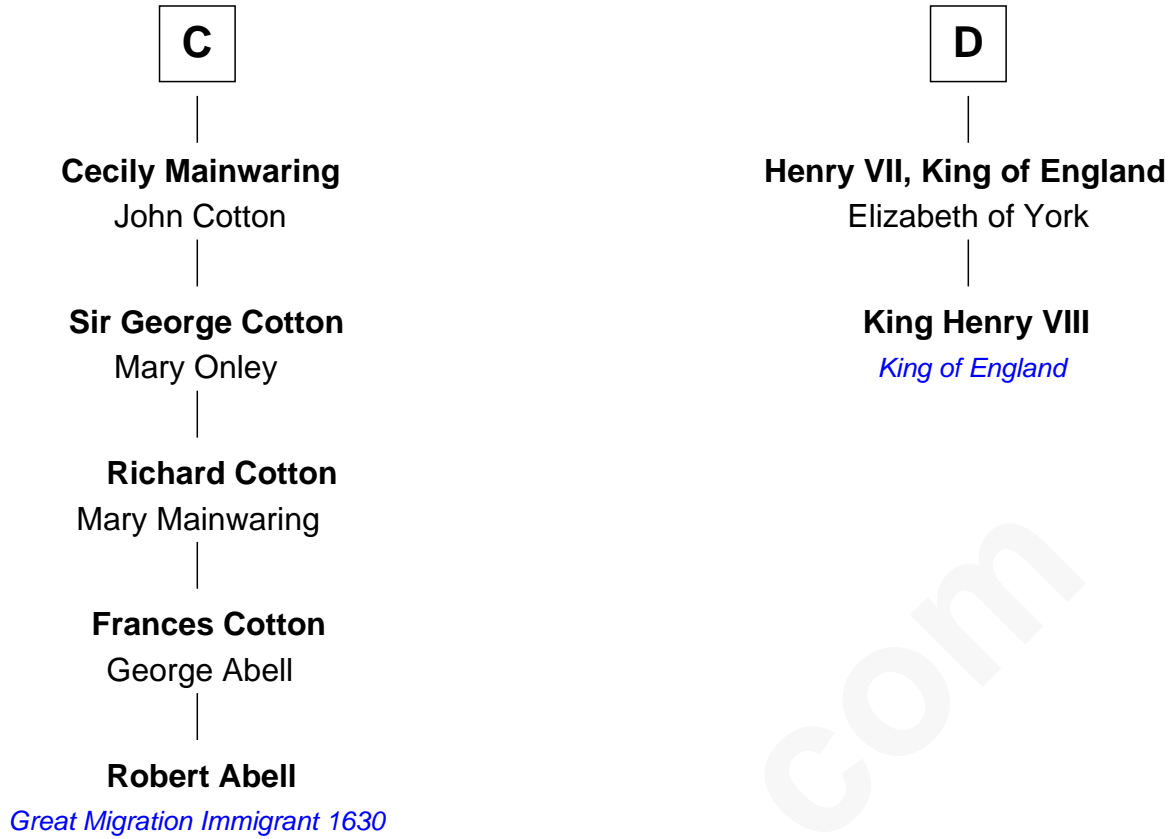 C
Cecily Mainwaring
John Cotton
Sir George Cotton
Mary Onley
Richard Cotton
Mary Mainwaring
Frances Cotton
George Abell
Robert Abell
Great Migration Immigrant 1630
D
Henry VII, King of England
Elizabeth of York
King Henry VIII
King of England
com